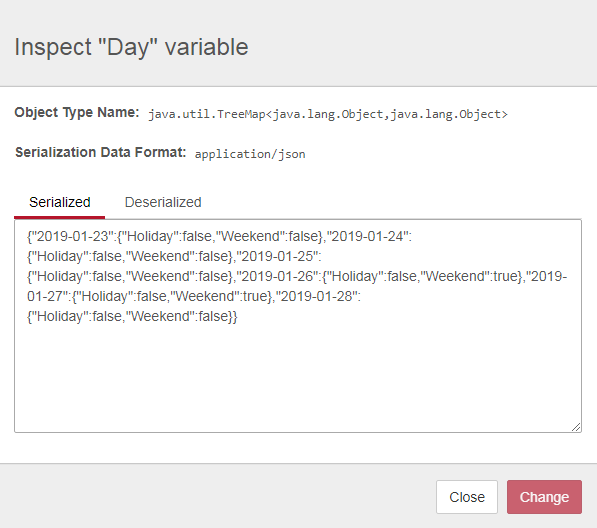 Inspect "Day" variable
Object Type Name: java.util.TreeMap<java.lang.Object,java.lang.Object>
Serialization Data Format: application/json
Serialized Deserialized
{"2019-01-23":{"Holiday":false,"Weekend":false},"2019-01-24":
{"Holiday":false,"Weekend":false},"2019-01-25":
{"Holiday":false,"Weekend":false},"2019-01-26":{"Holiday":false,"Weekend":true},"2019-
01-27":{"Holiday":false,"Weekend":true},"2019-01-28":
{"Holiday":false,"Weekend":false}}
Close Change